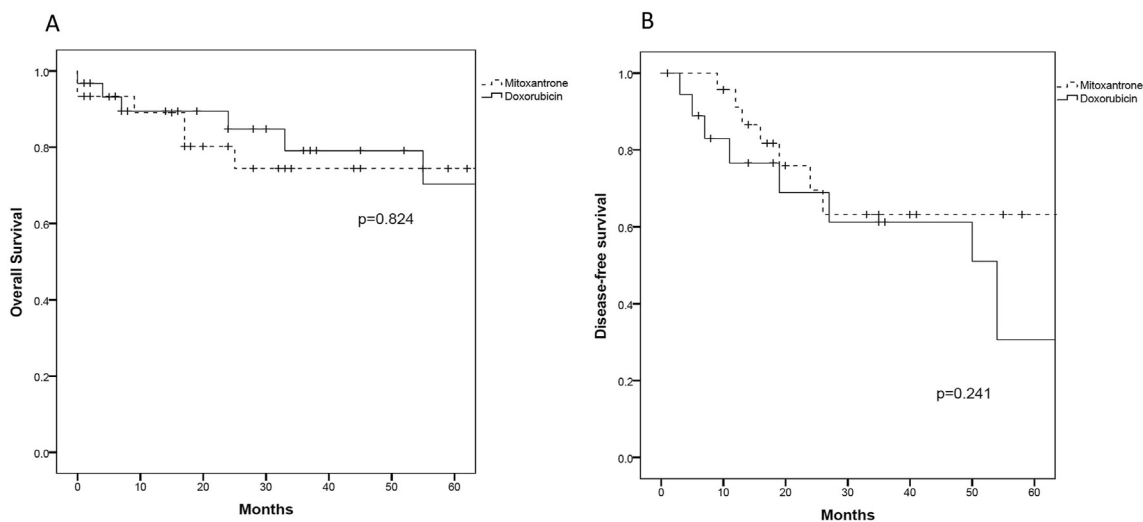 A
Overall Survival
1.0
0.8
0.6
0.4
0.2
0.0
0 10 20 30 40 50 60
Months
Mitoxantrone
Doxorubicin
p=0.824
B
Disease-free survival
1.0
0.8
0.6
0.4
0.2
0.0
0 10 20 30 40 50 60
Months
Mitoxantrone
Doxorubicin
p=0.241